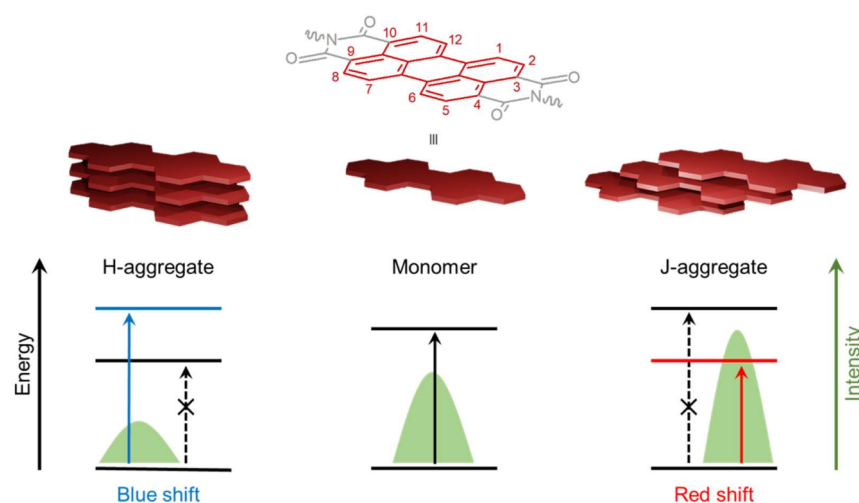 O
N
O
10
11
12
1
2
9
3
8
7
6
5
4
O
N
O
H-aggregate
Monomer
J-aggregate
Energy
Intensity
Blue shift
Red shift